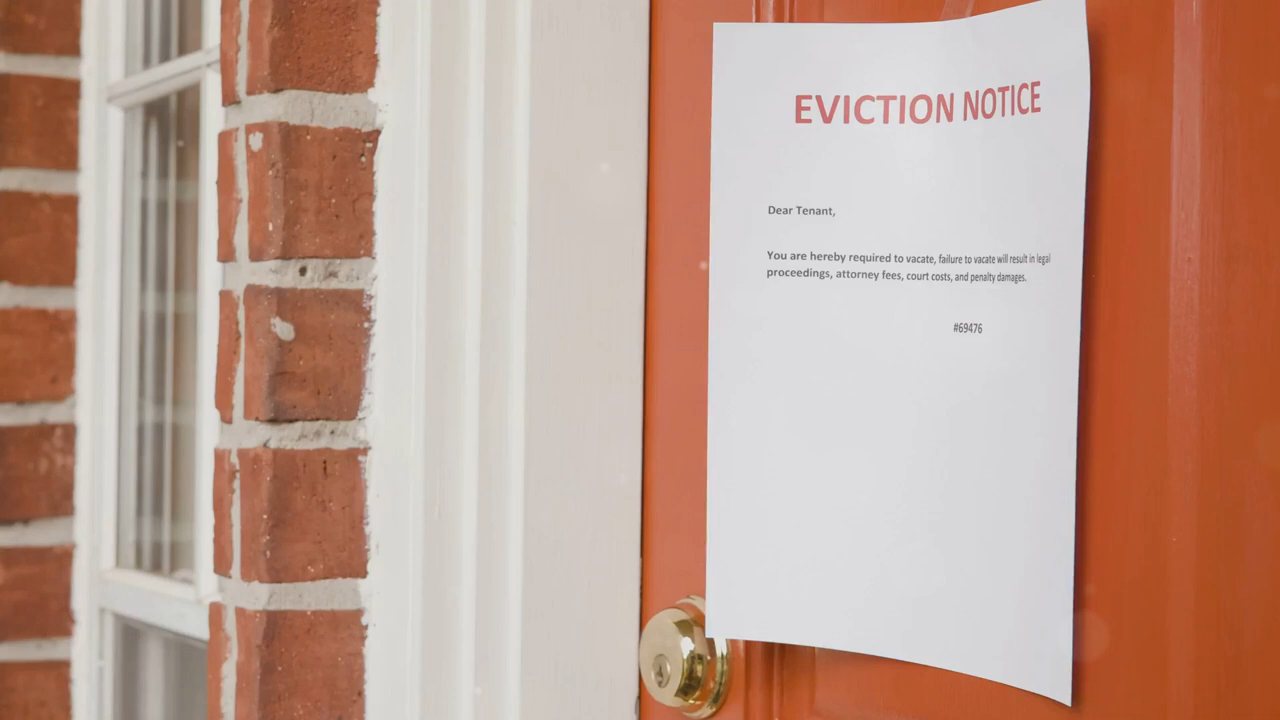 EVICTION NOTICE
Dear Tenant,
You are hereby required to vacate, failure to vacate will result in legal
proceedings, attorney fees, court costs, and penalty damages.
#69476